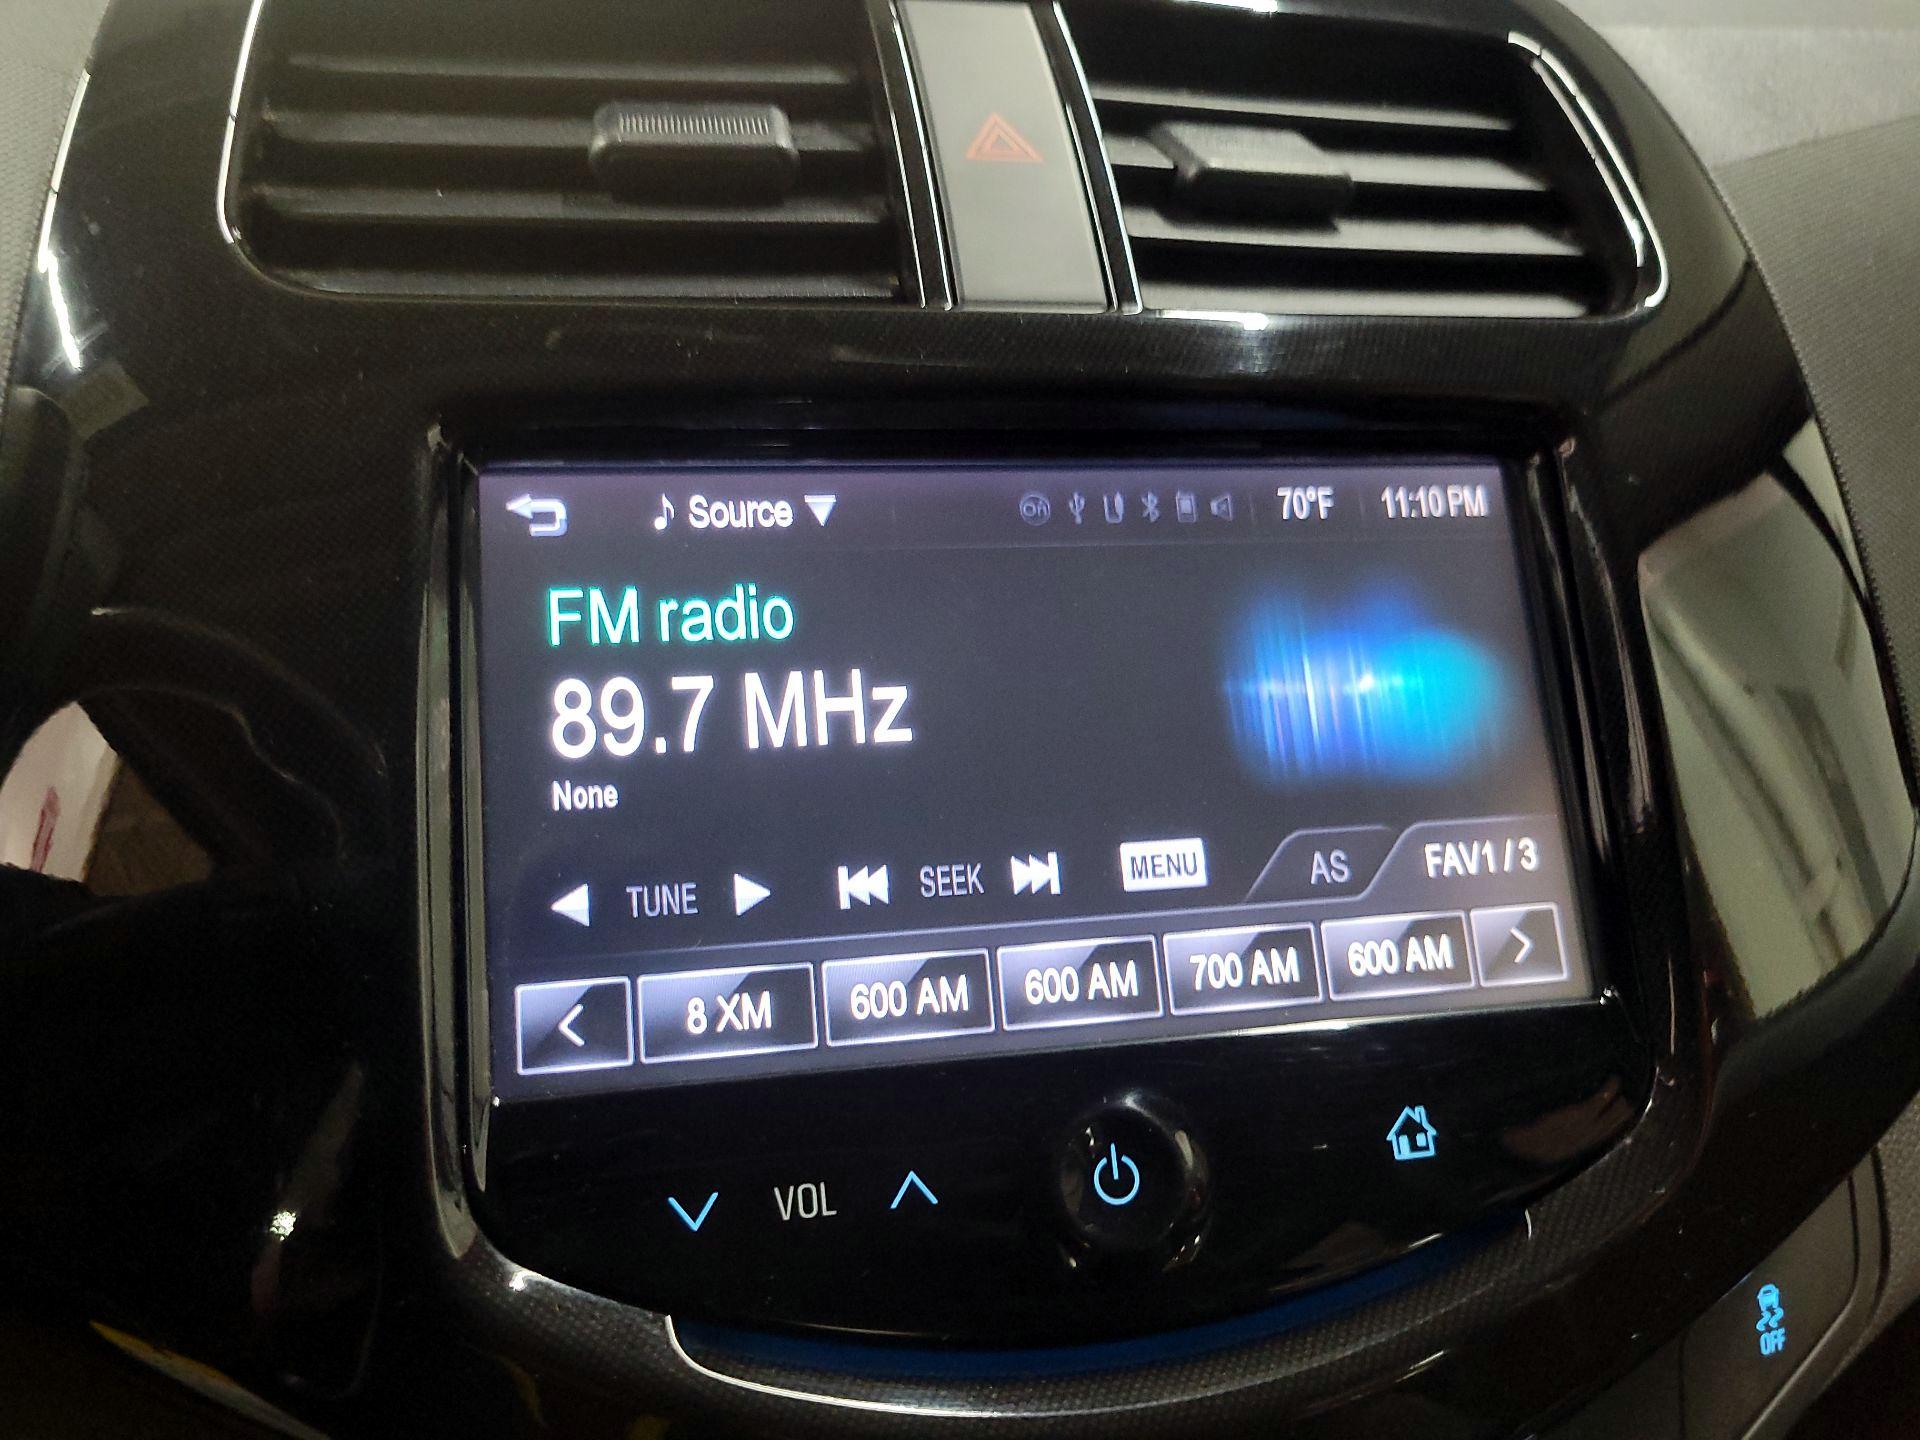 Source 70°F 11:10 PM
FM radio
89.7 MHz
None
TUNE SEEK MENU AS FAV1 / 3
8 XM 600 AM 600 AM 700 AM 600 AM
VOL
OFF